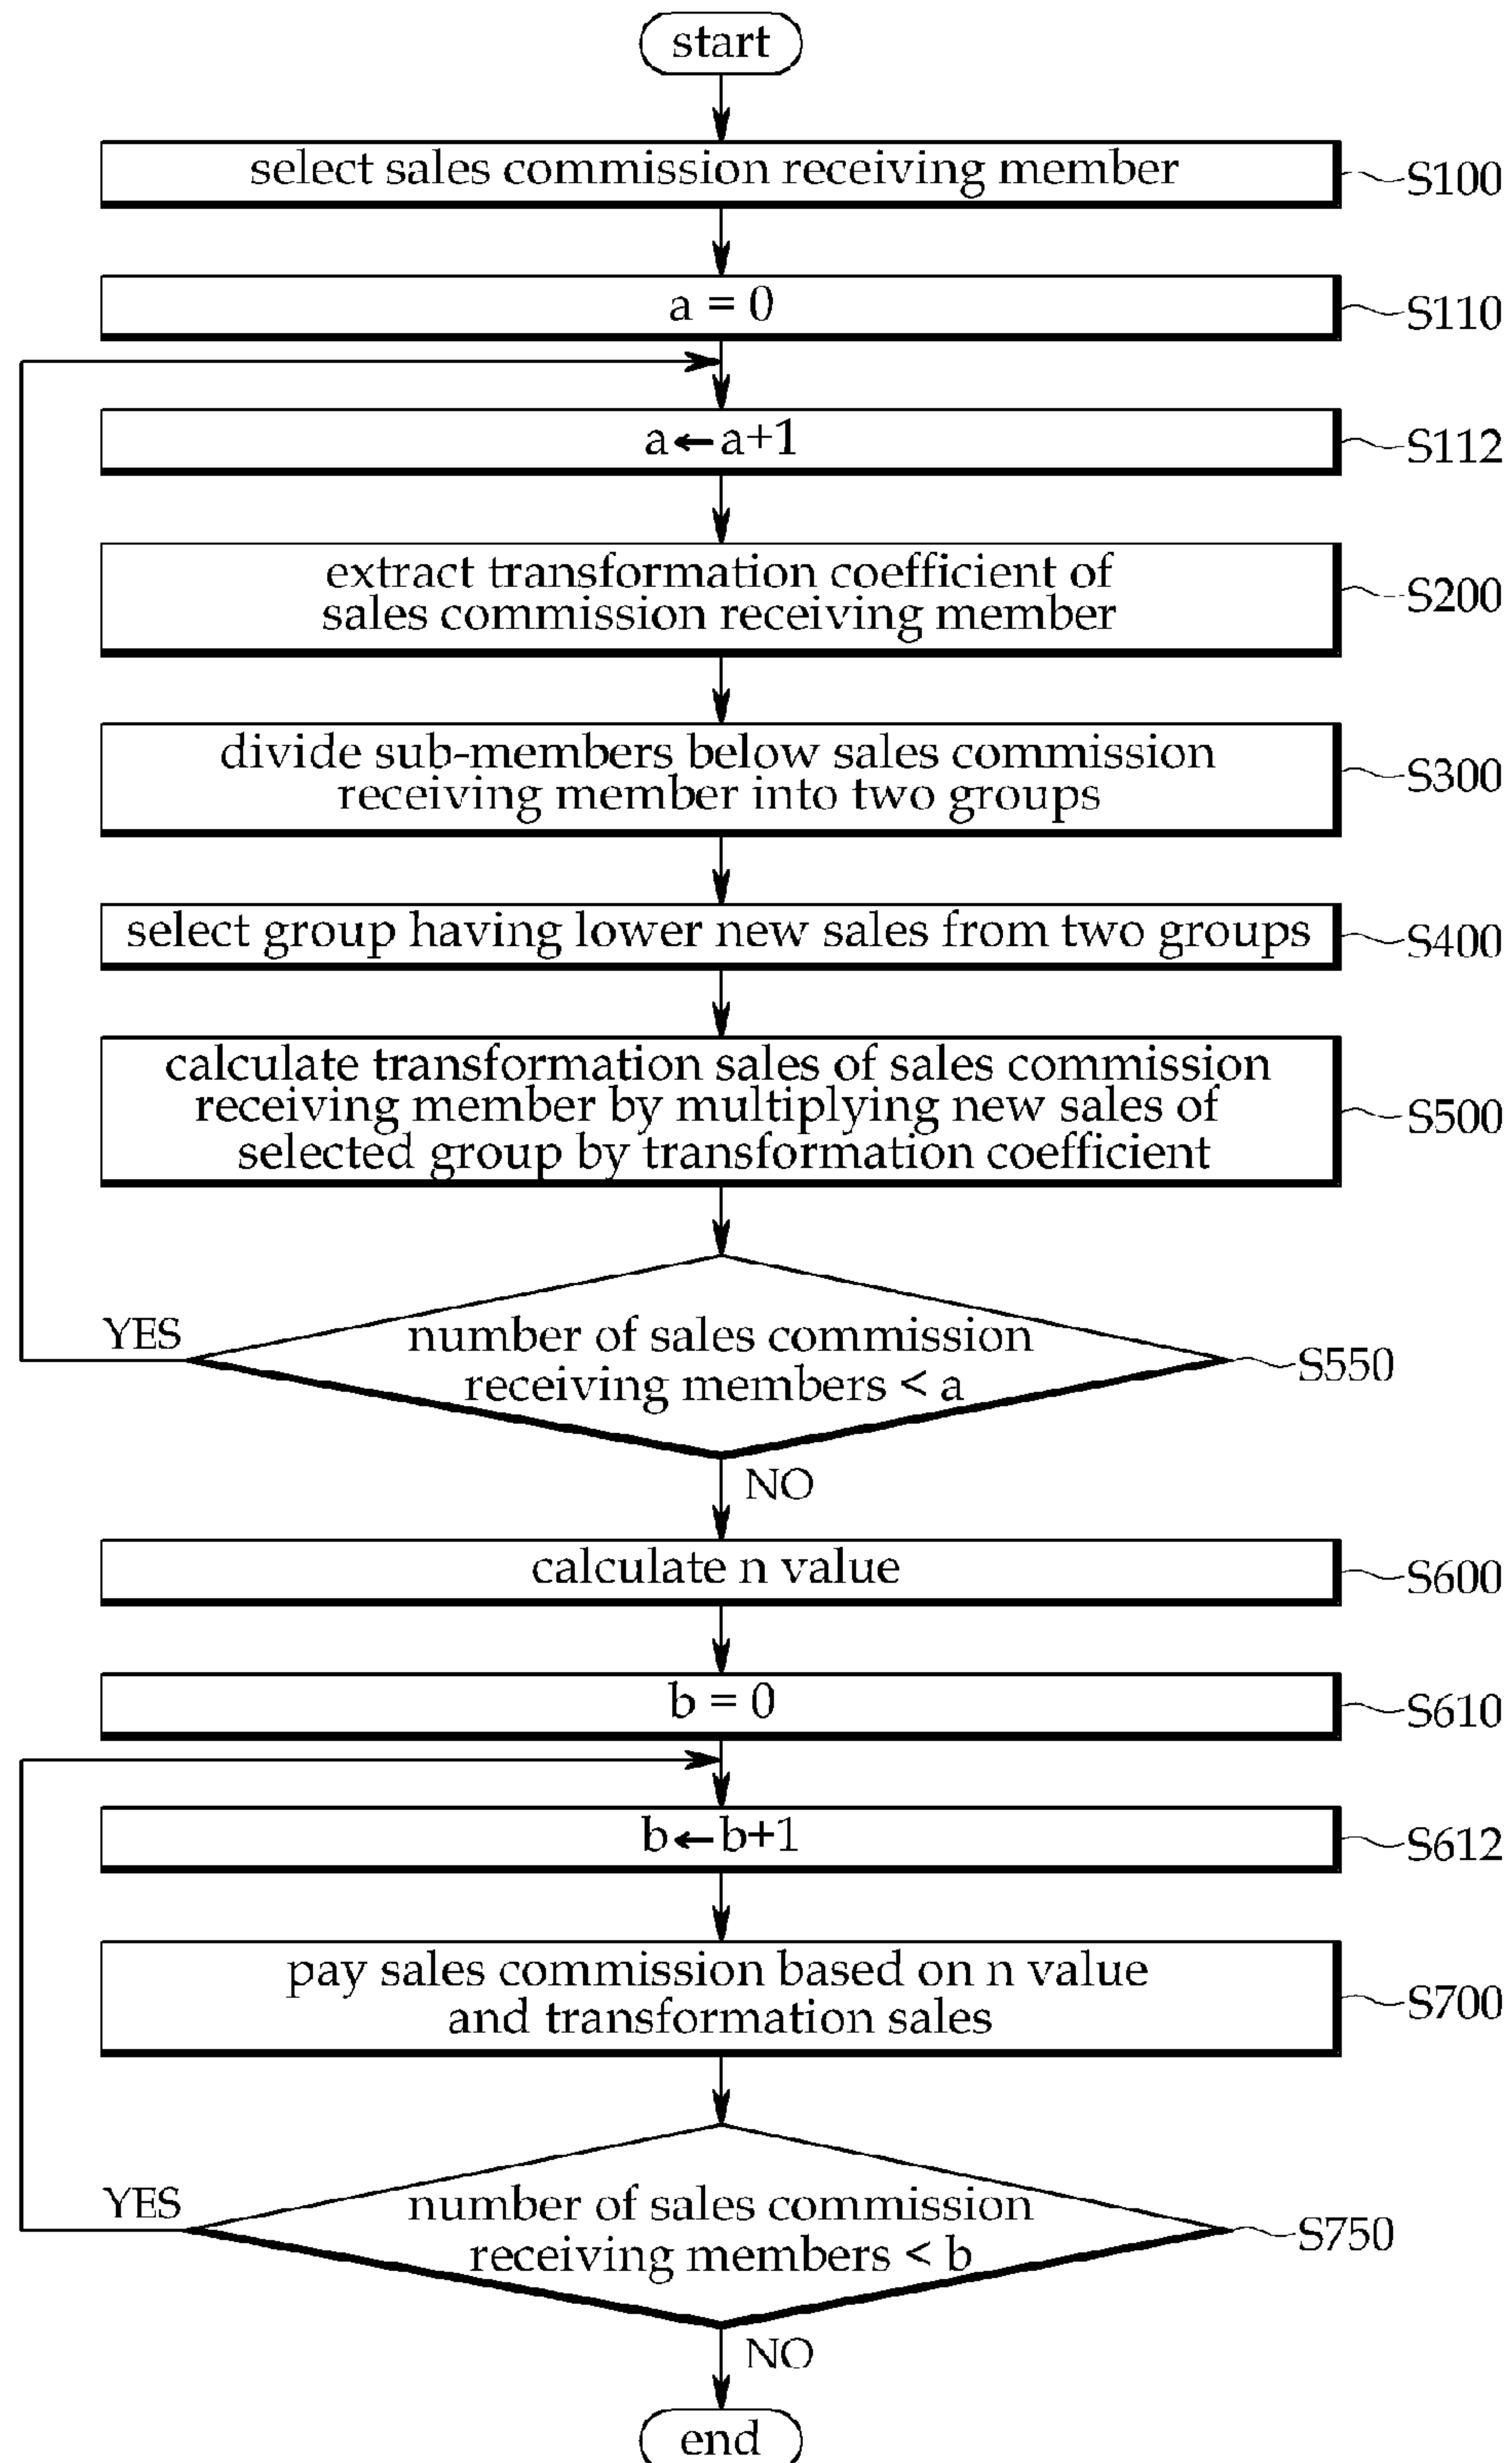 start
select sales commission receiving member
S100
a = 0
S110
a←a+1
S112
extract transformation coefficient of
sales commission receiving member
S200
divide sub-members below sales commission
receiving member into two groups
S300
select group having lower new sales from two groups
S400
calculate transformation sales of sales commission
receiving member by multiplying new sales of
selected group by transformation coefficient
S500
YES
number of sales commission
receiving members < a
S550
NO
calculate n value
S600
b = 0
S610
b←b+1
S612
pay sales commission based on n value
and transformation sales
S700
YES
number of sales commission
receiving members < b
S750
NO
end